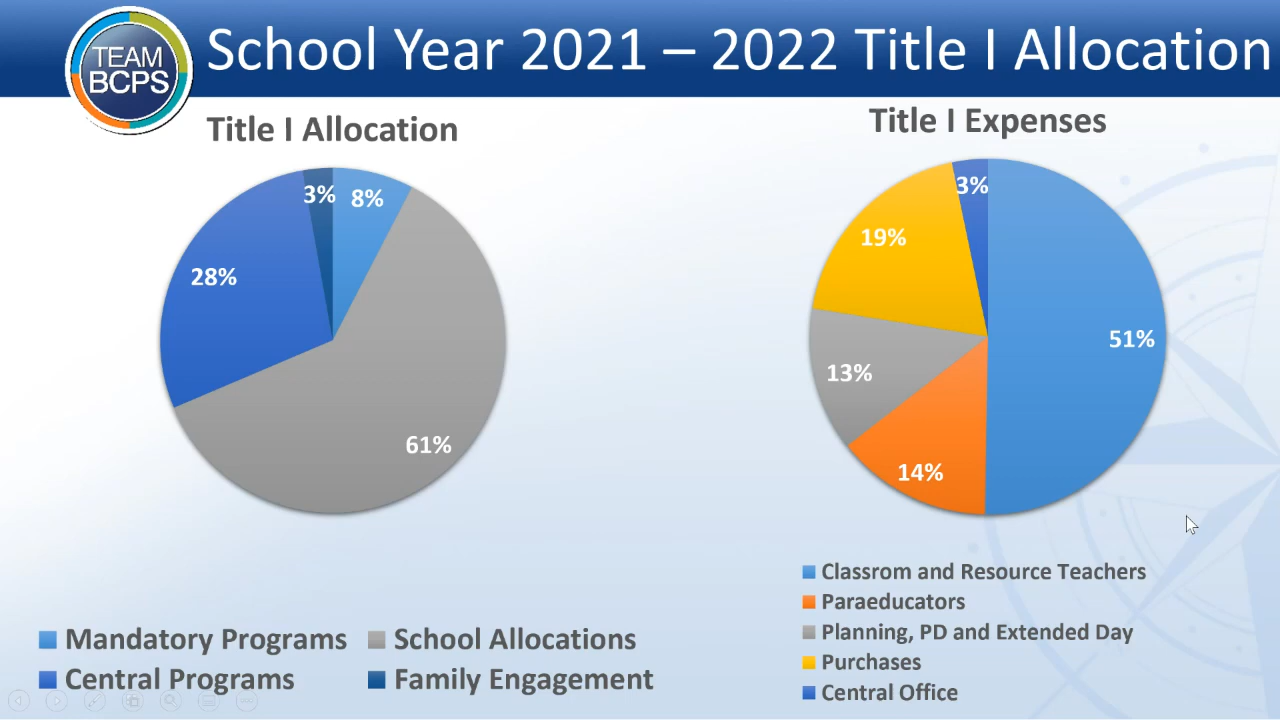 TEAM
BCPS
School Year 2021 – 2022 Title I Allocation
Title I Allocation
3%
8%
28%
61%
Mandatory Programs
School Allocations
Central Programs
Family Engagement
Title I Expenses
3%
19%
51%
13%
14%
Classrom and Resource Teachers
Paraeducators
Planning, PD and Extended Day
Purchases
Central Office